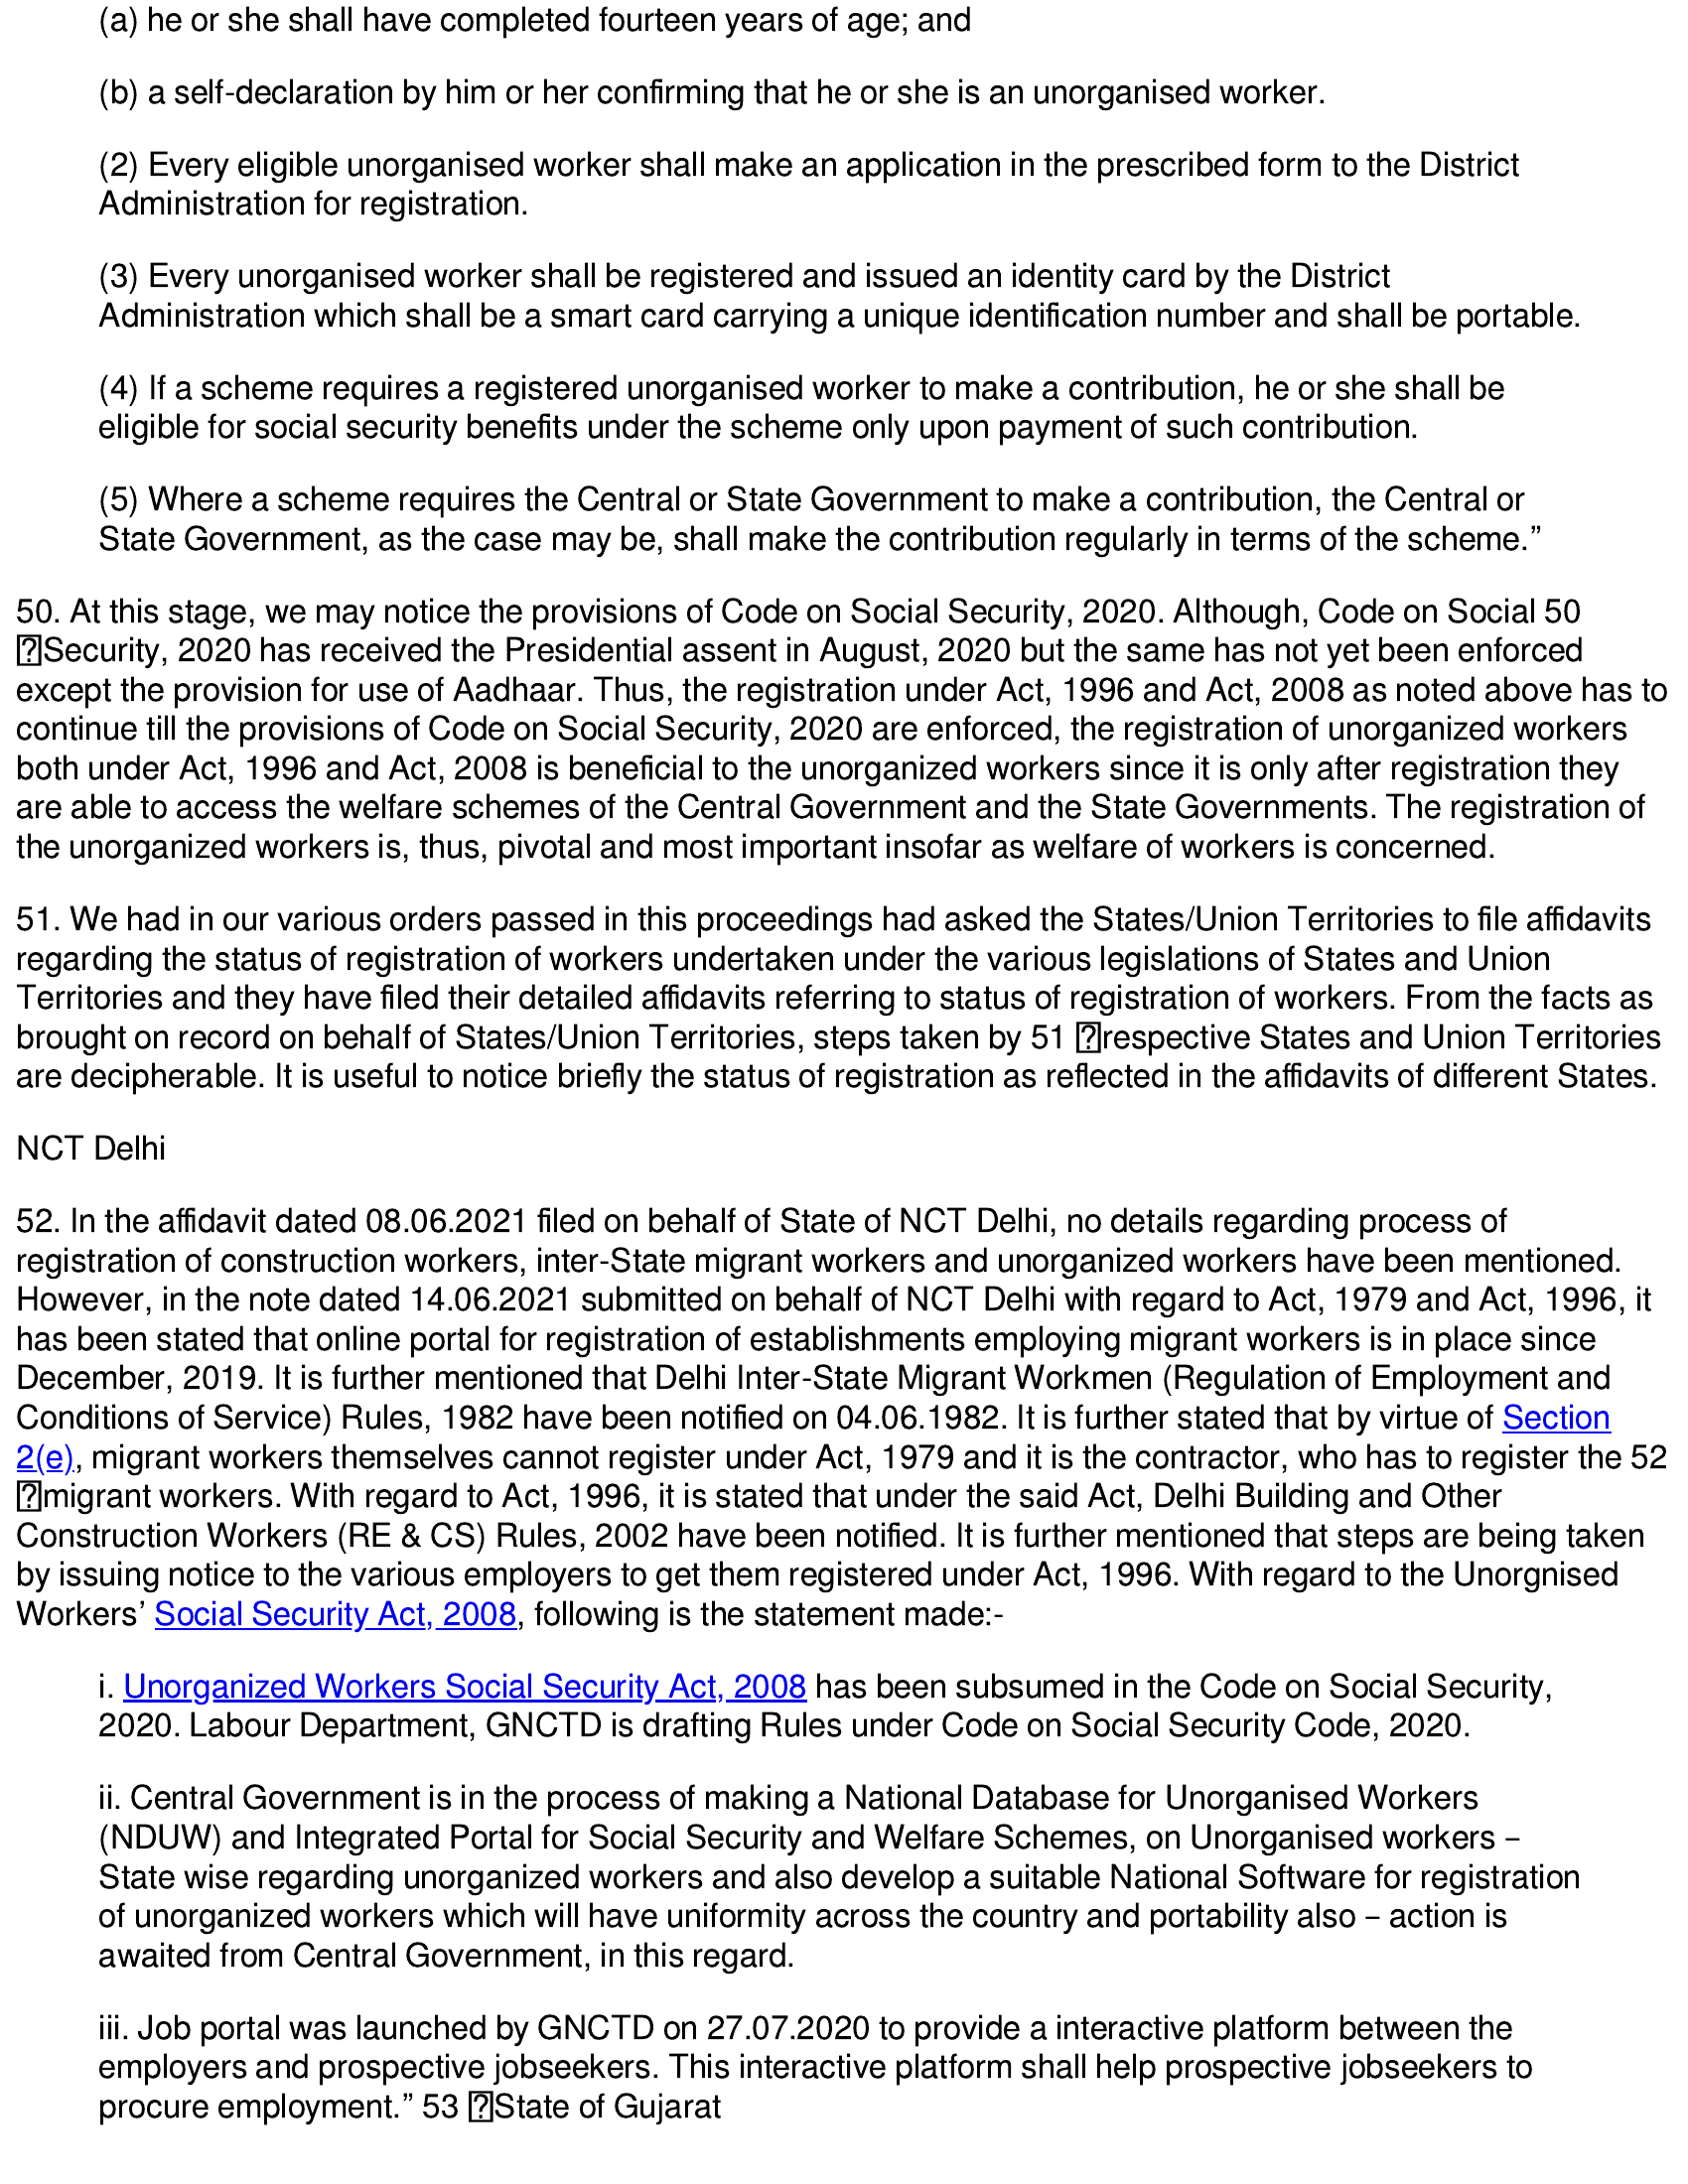 (a) he or she shall have completed fourteen years of age; and
(b) a self-declaration by him or her confirming that he or she is an unorganised worker.
(2) Every eligible unorganised worker shall make an application in the prescribed form to the District
Administration for registration.
(3) Every unorganised worker shall be registered and issued an identity card by the District
Administration which shall be a smart card carrying a unique identification number and shall be portable.
(4) If a scheme requires a registered unorganised worker to make a contribution, he or she shall be
eligible for social security benefits under the scheme only upon payment of such contribution.
(5) Where a scheme requires the Central or State Government to make a contribution, the Central or
State Government, as the case may be, shall make the contribution regularly in terms of the scheme.”
50. At this stage, we may notice the provisions of Code on Social Security, 2020. Although, Code on Social 50
⍰Security, 2020 has received the Presidential assent in August, 2020 but the same has not yet been enforced
except the provision for use of Aadhaar. Thus, the registration under Act, 1996 and Act, 2008 as noted above has to
continue till the provisions of Code on Social Security, 2020 are enforced, the registration of unorganized workers
both under Act, 1996 and Act, 2008 is beneficial to the unorganized workers since it is only after registration they
are able to access the welfare schemes of the Central Government and the State Governments. The registration of
the unorganized workers is, thus, pivotal and most important insofar as welfare of workers is concerned.
51. We had in our various orders passed in this proceedings had asked the States/Union Territories to file affidavits
regarding the status of registration of workers undertaken under the various legislations of States and Union
Territories and they have filed their detailed affidavits referring to status of registration of workers. From the facts as
brought on record on behalf of States/Union Territories, steps taken by 51 ⍰respective States and Union Territories
are decipherable. It is useful to notice briefly the status of registration as reflected in the affidavits of different States.
NCT Delhi
52. In the affidavit dated 08.06.2021 filed on behalf of State of NCT Delhi, no details regarding process of
registration of construction workers, inter-State migrant workers and unorganized workers have been mentioned.
However, in the note dated 14.06.2021 submitted on behalf of NCT Delhi with regard to Act, 1979 and Act, 1996, it
has been stated that online portal for registration of establishments employing migrant workers is in place since
December, 2019. It is further mentioned that Delhi Inter-State Migrant Workmen (Regulation of Employment and
Conditions of Service) Rules, 1982 have been notified on 04.06.1982. It is further stated that by virtue of Section
2(e), migrant workers themselves cannot register under Act, 1979 and it is the contractor, who has to register the 52
⍰migrant workers. With regard to Act, 1996, it is stated that under the said Act, Delhi Building and Other
Construction Workers (RE & CS) Rules, 2002 have been notified. It is further mentioned that steps are being taken
by issuing notice to the various employers to get them registered under Act, 1996. With regard to the Unorgnised
Workers’ Social Security Act, 2008, following is the statement made:-
i. Unorganized Workers Social Security Act, 2008 has been subsumed in the Code on Social Security,
2020. Labour Department, GNCTD is drafting Rules under Code on Social Security Code, 2020.
ii. Central Government is in the process of making a National Database for Unorganised Workers
(NDUW) and Integrated Portal for Social Security and Welfare Schemes, on Unorganised workers –
State wise regarding unorganized workers and also develop a suitable National Software for registration
of unorganized workers which will have uniformity across the country and portability also – action is
awaited from Central Government, in this regard.
iii. Job portal was launched by GNCTD on 27.07.2020 to provide a interactive platform between the
employers and prospective jobseekers. This interactive platform shall help prospective jobseekers to
procure employment.” 53 ⍰State of Gujarat